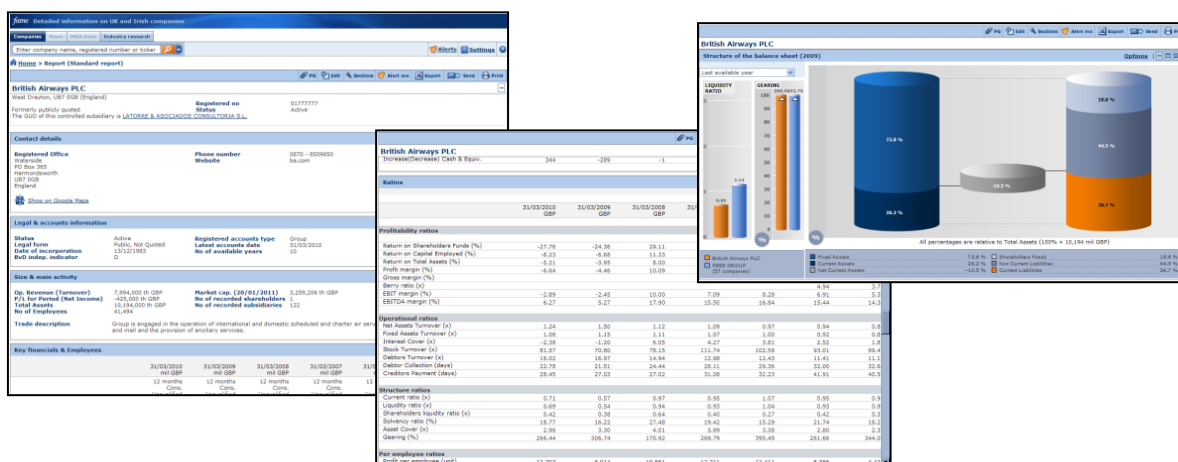 fame Detailed information on UK and Irish companies
Companies News M&A deals Industry research
Enter company name, registered number or ticker
Alerts Settings
Home > Report (Standard report)
PG Edit Sections Alert me Export Send Print
British Airways PLC
West Drayton, UB7 0GB (England)
Registered no 01777777
Formerly publicly quoted Status Active
The GUO of this controlled subsidiary is LATORRE & ASOCIADOS CONSULTORIA S.L.
Contact details
Registered Office Phone number 0870 - 8509850
Waterside Website ba.com
PO Box 365
Harmondsworth
UB7 0GB
England
Show on Google Maps
Legal & accounts information
Status Active Registered accounts type Group
Legal form Public, Not Quoted Latest accounts date 31/03/2010
Date of incorporation 13/12/1983 No of available years 10
BvD indep. indicator D
Size & main activity
Op. Revenue (Turnover) 7,994,000 th GBP Market cap. (20/01/2011) 3,259,206 th GBP
P/L for Period (Net Income) -425,000 th GBP No of recorded shareholders 1
Total Assets 10,194,000 th GBP No of recorded subsidiaries 122
No of Employees 41,494
Trade description Group is engaged in the operation of international and domestic scheduled and charter air
and mail and the provision of ancillary services.
Key financials & Employees
31/03/2010 31/03/2009 31/03/2008 31/03/2007
mil GBP mil GBP mil GBP mil GBP
12 months 12 months 12 months 12 months
Cons. Cons. Cons. Cons.
PG
British Airways PLC
Increase(Decrease) Cash & Equiv. 344 -289 -1
Ratios
31/03/2010 31/03/2009 31/03/2008
GBP GBP GBP
Profitability ratios
Return on Shareholders Funds (%) -27.76 -24.36 29.11
Return on Capital Employed (%) -6.23 -6.68 11.33
Return on Total Assets (%) -5.21 -3.95 8.00
Profit margin (%) -6.64 -4.46 10.09
Gross margin (%)
Berry ratio (x) 4.94 3.7
EBIT margin (%) -2.89 -2.45 10.00 7.09 8.28 6.91 5.3
EBITDA margin (%) 6.27 5.27 17.90 15.50 16.84 15.44 14.3
Operational ratios
Net Assets Turnover (x) 1.24 1.50 1.12 1.09 0.97 0.94 0.8
Fixed Assets Turnover (x) 1.06 1.15 1.11 1.07 1.00 0.92 0.8
Interest Cover (x) -2.38 -1.20 6.05 4.27 3.81 2.52 1.8
Stock Turnover (x) 81.57 70.80 78.15 111.74 102.59 93.01 99.4
Debtors Turnover (x) 16.02 16.97 14.94 12.98 12.43 11.41 11.1
Debtor Collection (days) 22.78 21.51 24.44 28.11 29.36 32.00 32.6
Creditors Payment (days) 28.45 27.03 27.02 31.08 32.23 41.91 40.5
Structure ratios
Current ratio (x) 0.71 0.57 0.97 0.95 1.07 0.95 0.9
Liquidity ratio (x) 0.69 0.54 0.94 0.93 1.04 0.93 0.9
Shareholders liquidity ratio (x) 0.42 0.38 0.64 0.40 0.27 0.42 0.3
Solvency ratio (%) 18.77 16.22 27.48 19.42 15.29 21.74 18.2
Asset Cover (x) 2.96 3.30 4.01 3.89 3.38 2.80 2.3
Gearing (%) 266.44 306.74 170.92 269.79 395.49 261.66 344.0
Per employee ratios
Profit per employee (unit)
PG Edit Sections Alert me Export Send
British Airways PLC
Structure of the balance sheet (2009) Options
Last available year
LIQUIDITY RATIO
GEARING
100
90
80
70
60
50
40
30
20
10
0
73.8 %
26.2 %
-10.5 %
18.8 %
44.5 %
36.7 %
All percentages are relative to Total Assets (100% = 10,194 mil GBP)
British Airways PLC
PEER GROUP
(57 companies)
Fixed Assets 73.8 % Shareholders Funds 18.8 %
Current Assets 26.2 % Non Current Liabilities 44.5 %
Net Current Assets -10.5 % Current Liabilities 36.7 %